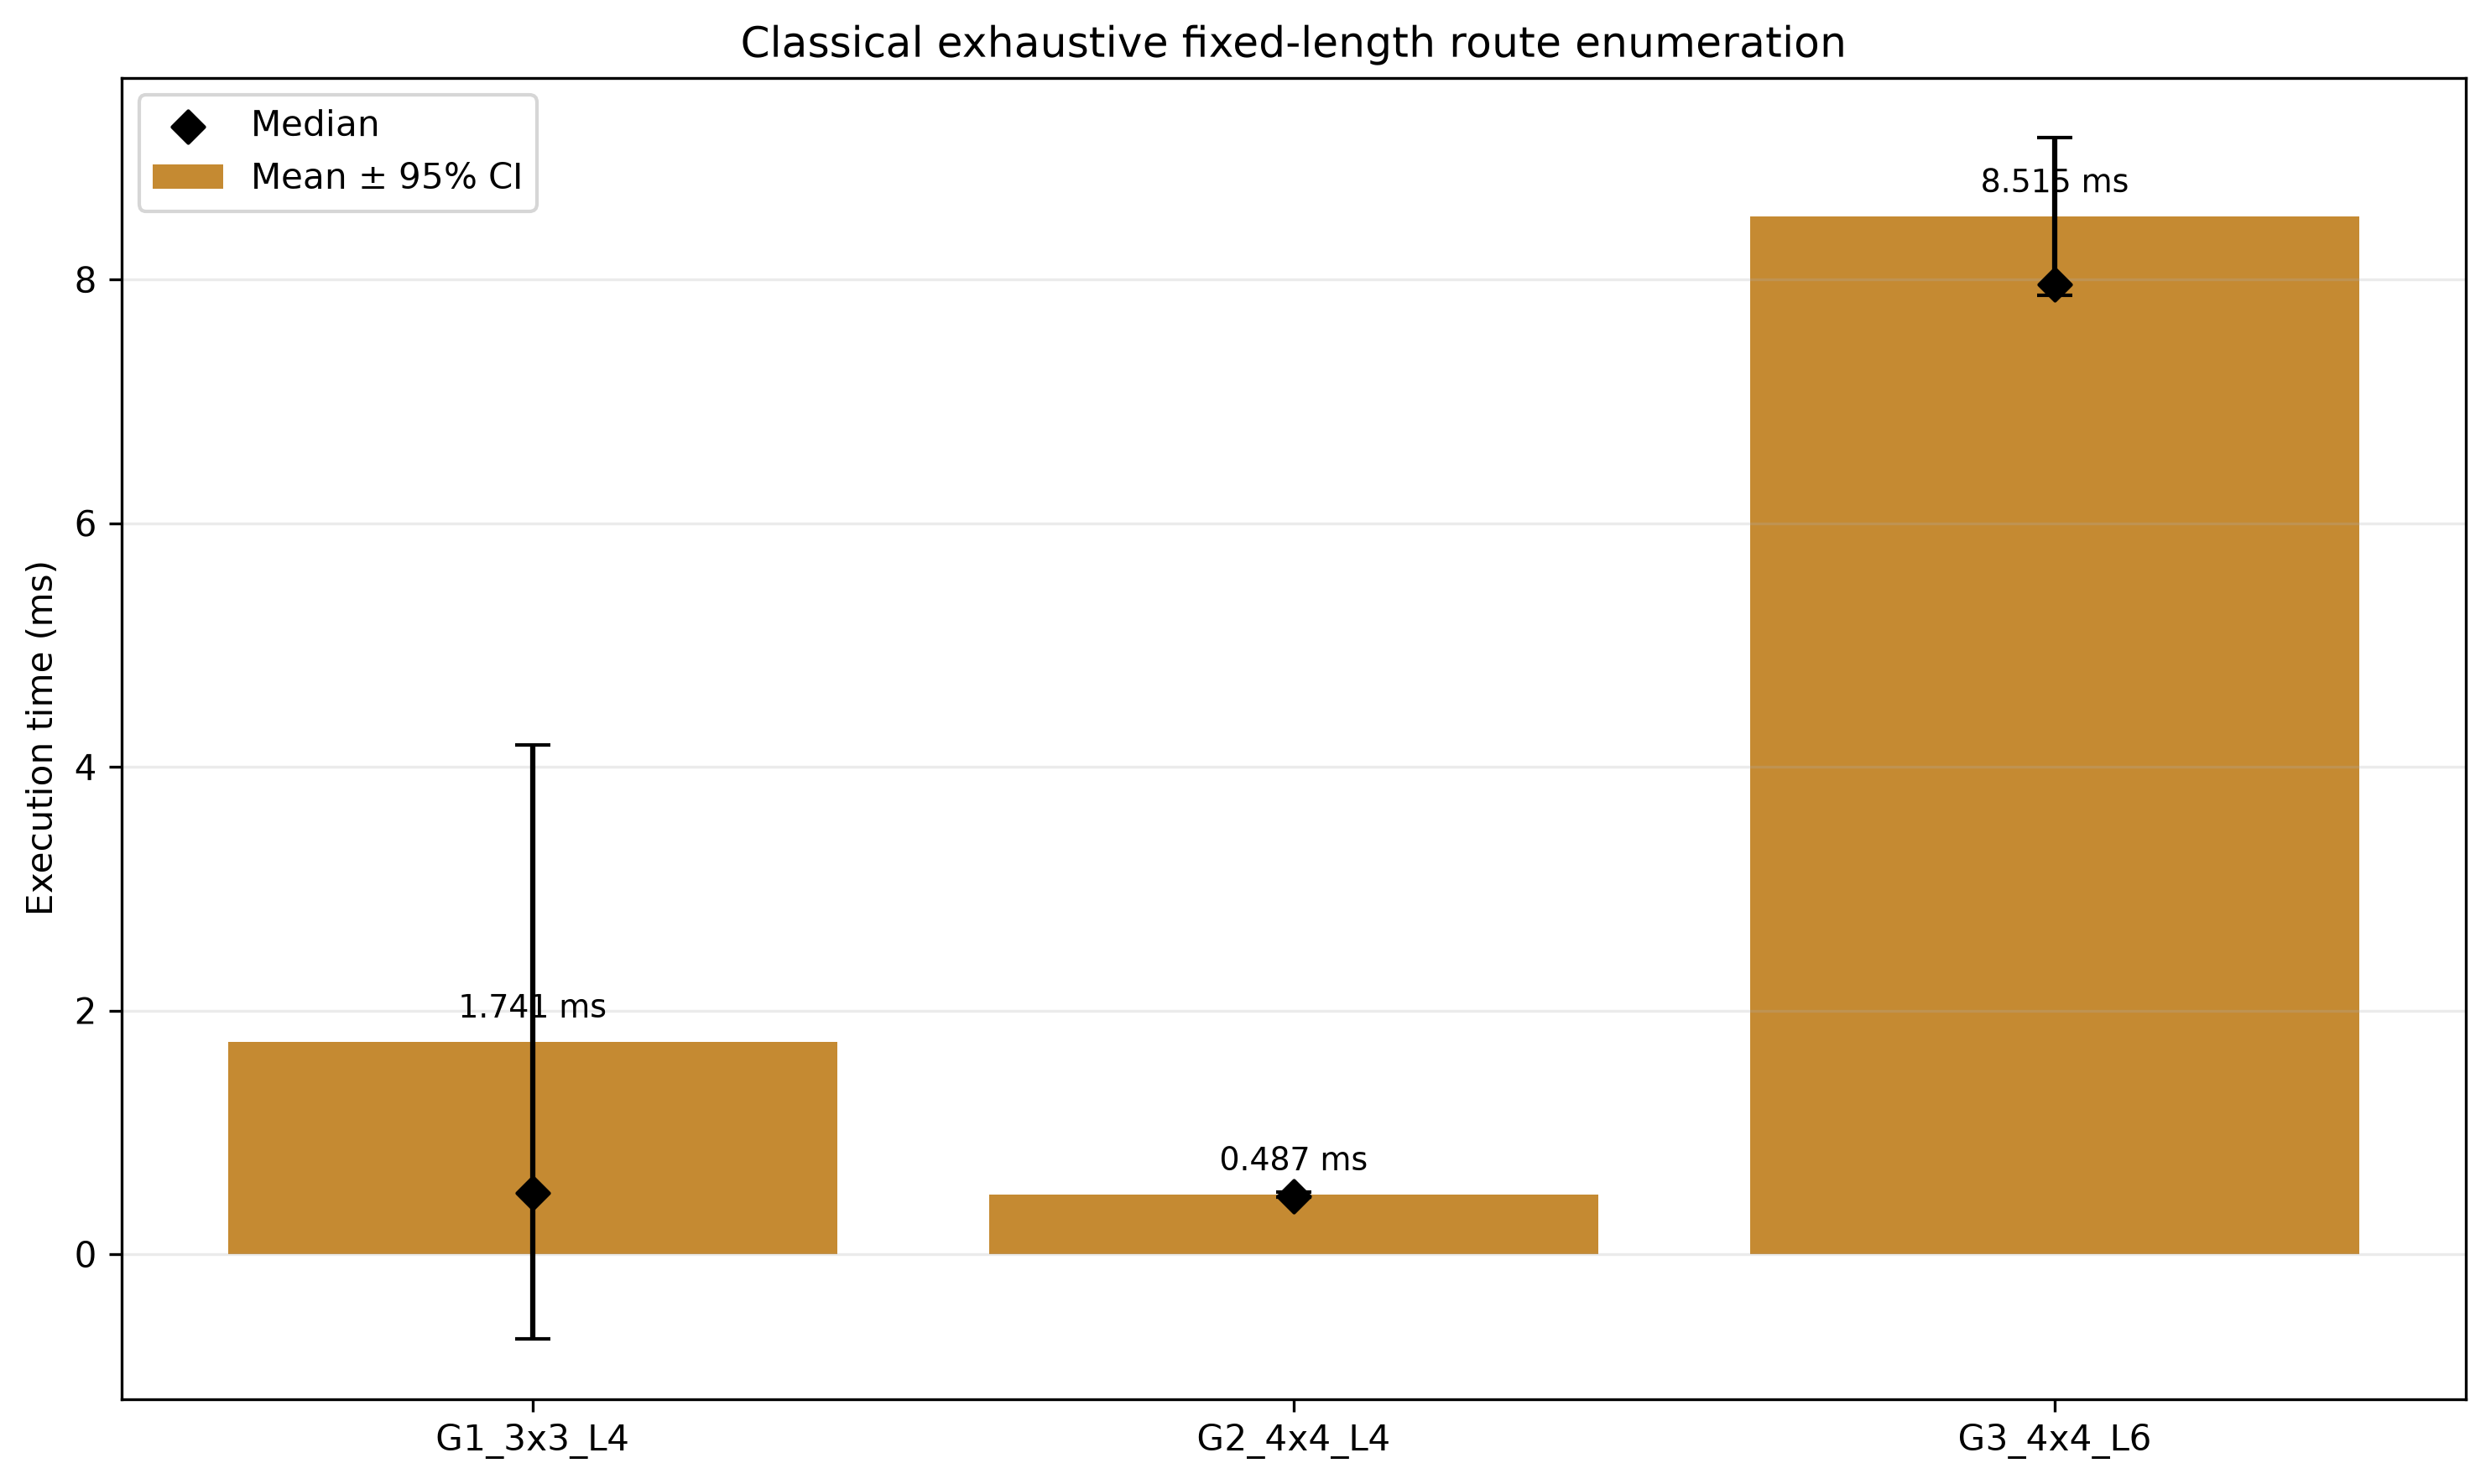 Classical exhaustive fixed-length route enumeration
Median
Mean ± 95% CI
8.515 ms
8
6
4
2
0
Execution time (ms)
1.741 ms
0.487 ms
G1_3x3_L4
G2_4x4_L4
G3_4x4_L6